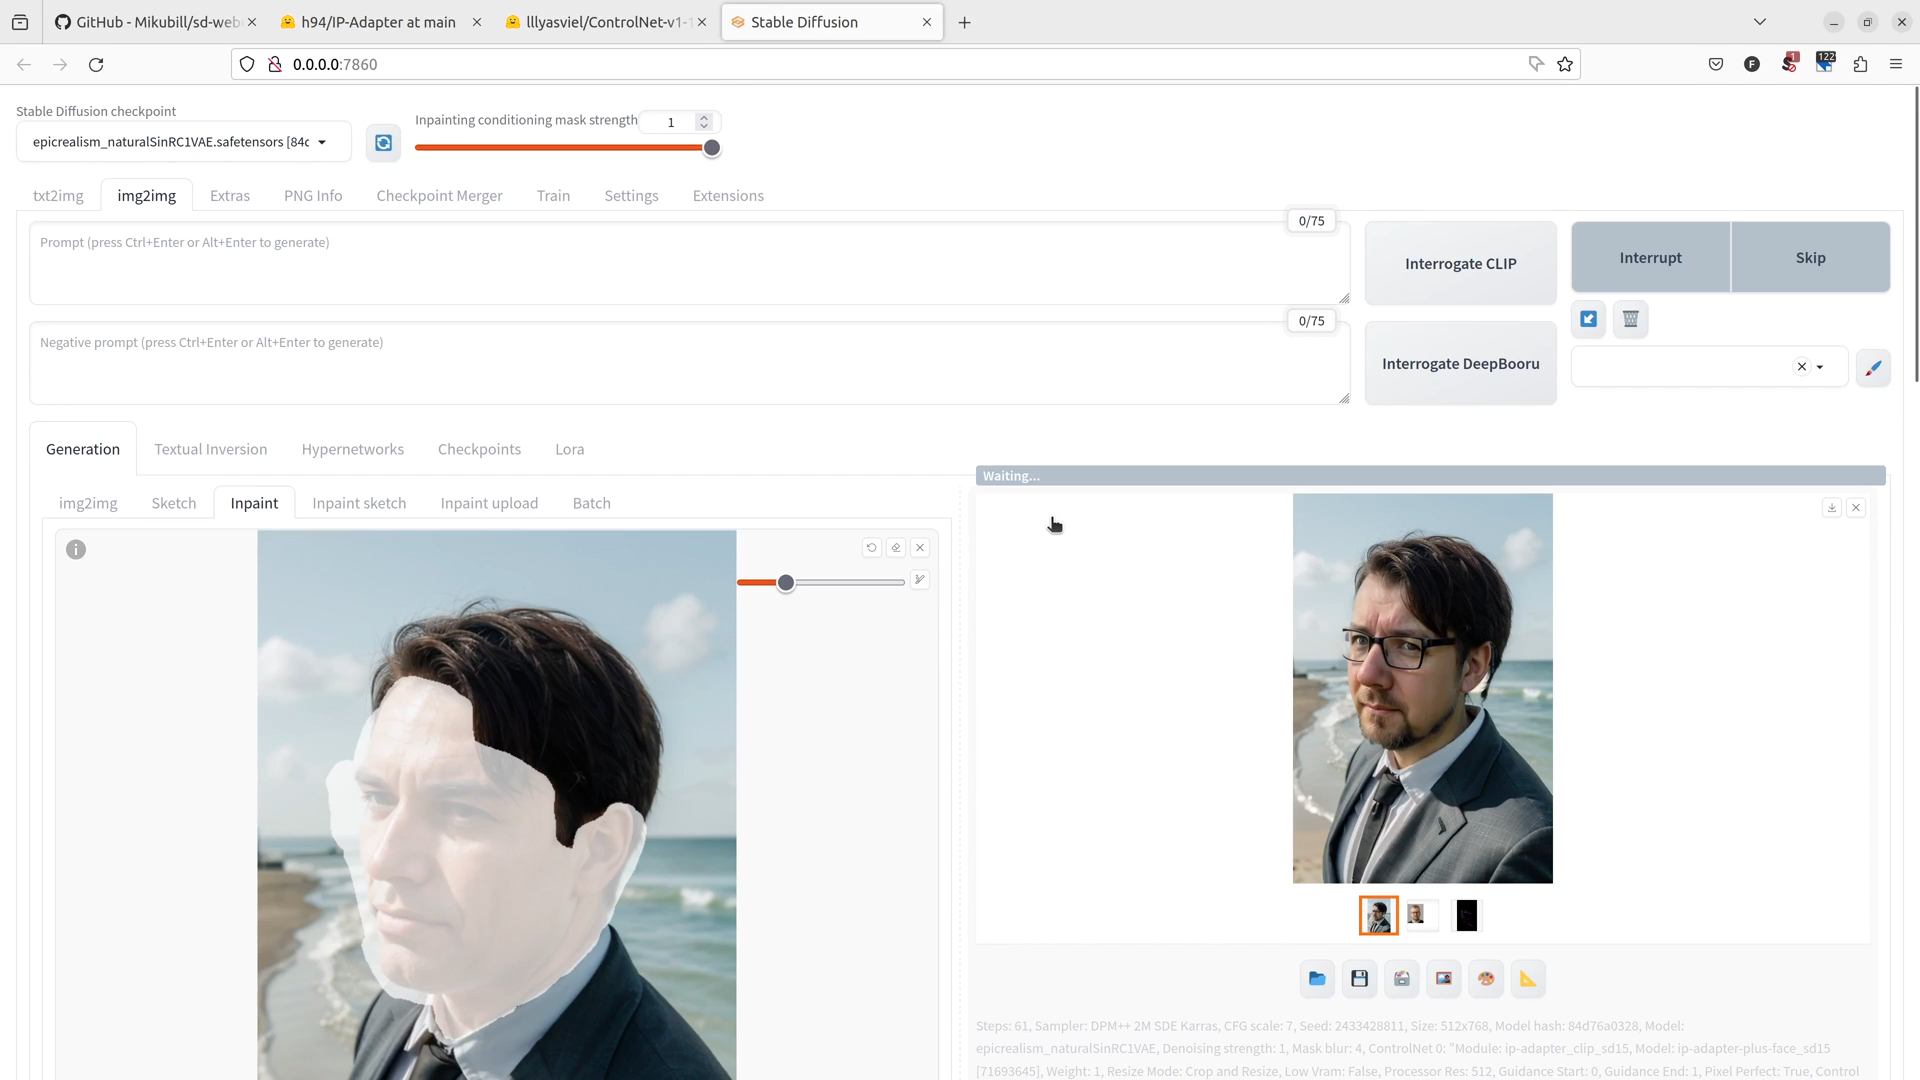 GitHub - Mikubill/sd-web
h94/IP-Adapter at main
lllyasviel/ControlNet-v1-1
Stable Diffusion
0.0.0.0:7860
1
122
Stable Diffusion checkpoint
epicrealism_naturalSinRC1VAE.safetensors [84c
Inpainting conditioning mask strength
1
txt2img
img2img
Extras
PNG Info
Checkpoint Merger
Train
Settings
Extensions
0/75
Prompt (press Ctrl+Enter or Alt+Enter to generate)
Interrogate CLIP
Interrupt
Skip
0/75
Negative prompt (press Ctrl+Enter or Alt+Enter to generate)
Interrogate DeepBooru
Generation
Textual Inversion
Hypernetworks
Checkpoints
Lora
Waiting...
img2img
Sketch
Inpaint
Inpaint sketch
Inpaint upload
Batch
Steps: 61, Sampler: DPM++ 2M SDE Karras, CFG scale: 7, Seed: 2433428811, Size: 512x768, Model hash: 84d76a0328, Model:
epicrealism_naturalSinRC1VAE, Denoising strength: 1, Mask blur: 4, ControlNet 0: "Module: ip-adapter_clip_sd15, Model: ip-adapter-plus-face_sd15
[71693645], Weight: 1, Resize Mode: Crop and Resize, Low Vram: False, Processor Res: 512, Guidance Start: 0, Guidance End: 1, Pixel Perfect: True, Control